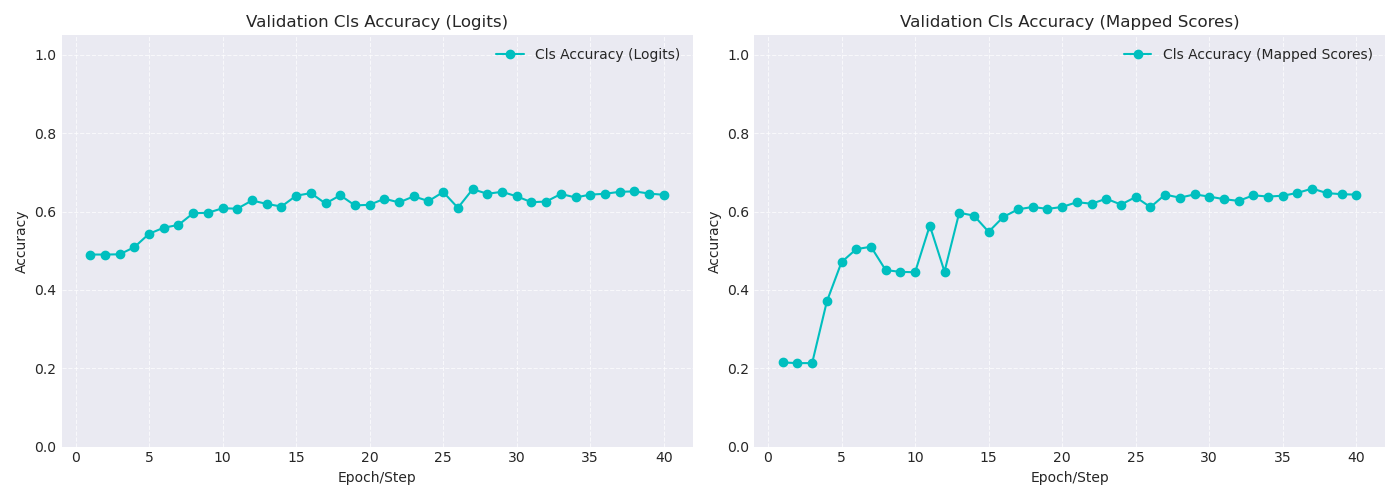 Validation Cls Accuracy (Logits)
Cls Accuracy (Logits)
1.0
0.8
0.6
0.4
0.2
0.0
Accuracy
0 5 10 15 20 25 30 35 40
Epoch/Step
Validation Cls Accuracy (Mapped Scores)
Cls Accuracy (Mapped Scores)
1.0
0.8
0.6
0.4
0.2
0.0
Accuracy
0 5 10 15 20 25 30 35 40
Epoch/Step